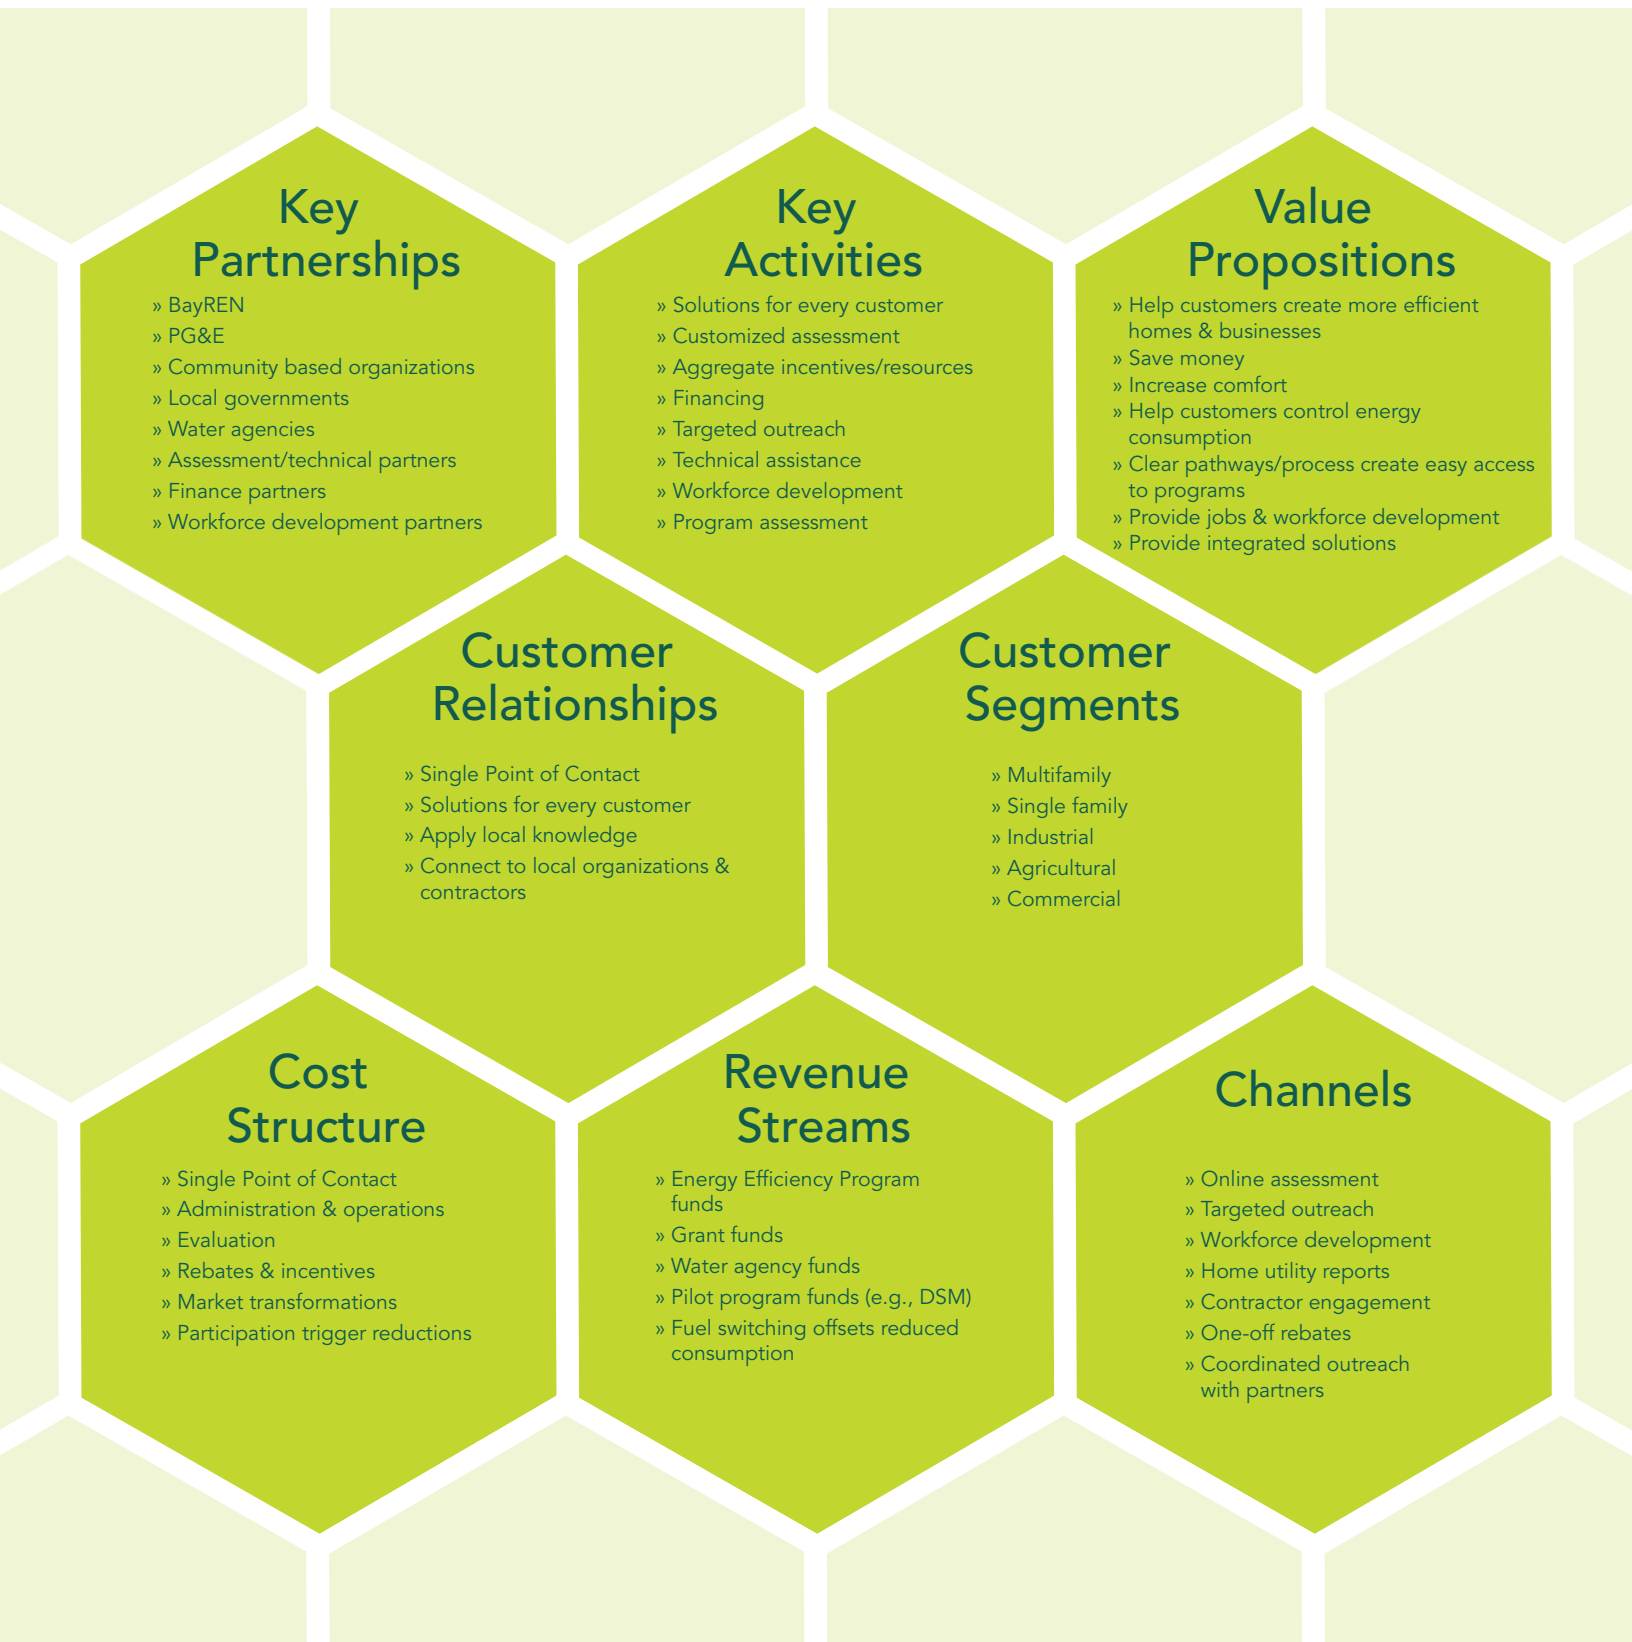 Key
Partnerships
» BayREN
» PG&E
» Community based organizations
» Local governments
» Water agencies
» Assessment/technical partners
» Finance partners
» Workforce development partners
Key
Activities
» Solutions for every customer
» Customized assessment
» Aggregate incentives/resources
» Financing
» Targeted outreach
» Technical assistance
» Workforce development
» Program assessment
Value
Propositions
» Help customers create more efficient
homes & businesses
» Save money
» Increase comfort
» Help customers control energy
consumption
» Clear pathways/process create easy access
to programs
» Provide jobs & workforce development
» Provide integrated solutions
Customer
Relationships
» Single Point of Contact
» Solutions for every customer
» Apply local knowledge
» Connect to local organizations &
contractors
Customer
Segments
» Multifamily
» Single family
» Industrial
» Agricultural
» Commercial
Cost
Structure
» Single Point of Contact
» Administration & operations
» Evaluation
» Rebates & incentives
» Market transformations
» Participation trigger reductions
Revenue
Streams
» Energy Efficiency Program
funds
» Grant funds
» Water agency funds
» Pilot program funds (e.g., DSM)
» Fuel switching offsets reduced
consumption
Channels
» Online assessment
» Targeted outreach
» Workforce development
» Home utility reports
» Contractor engagement
» One-off rebates
» Coordinated outreach
with partners